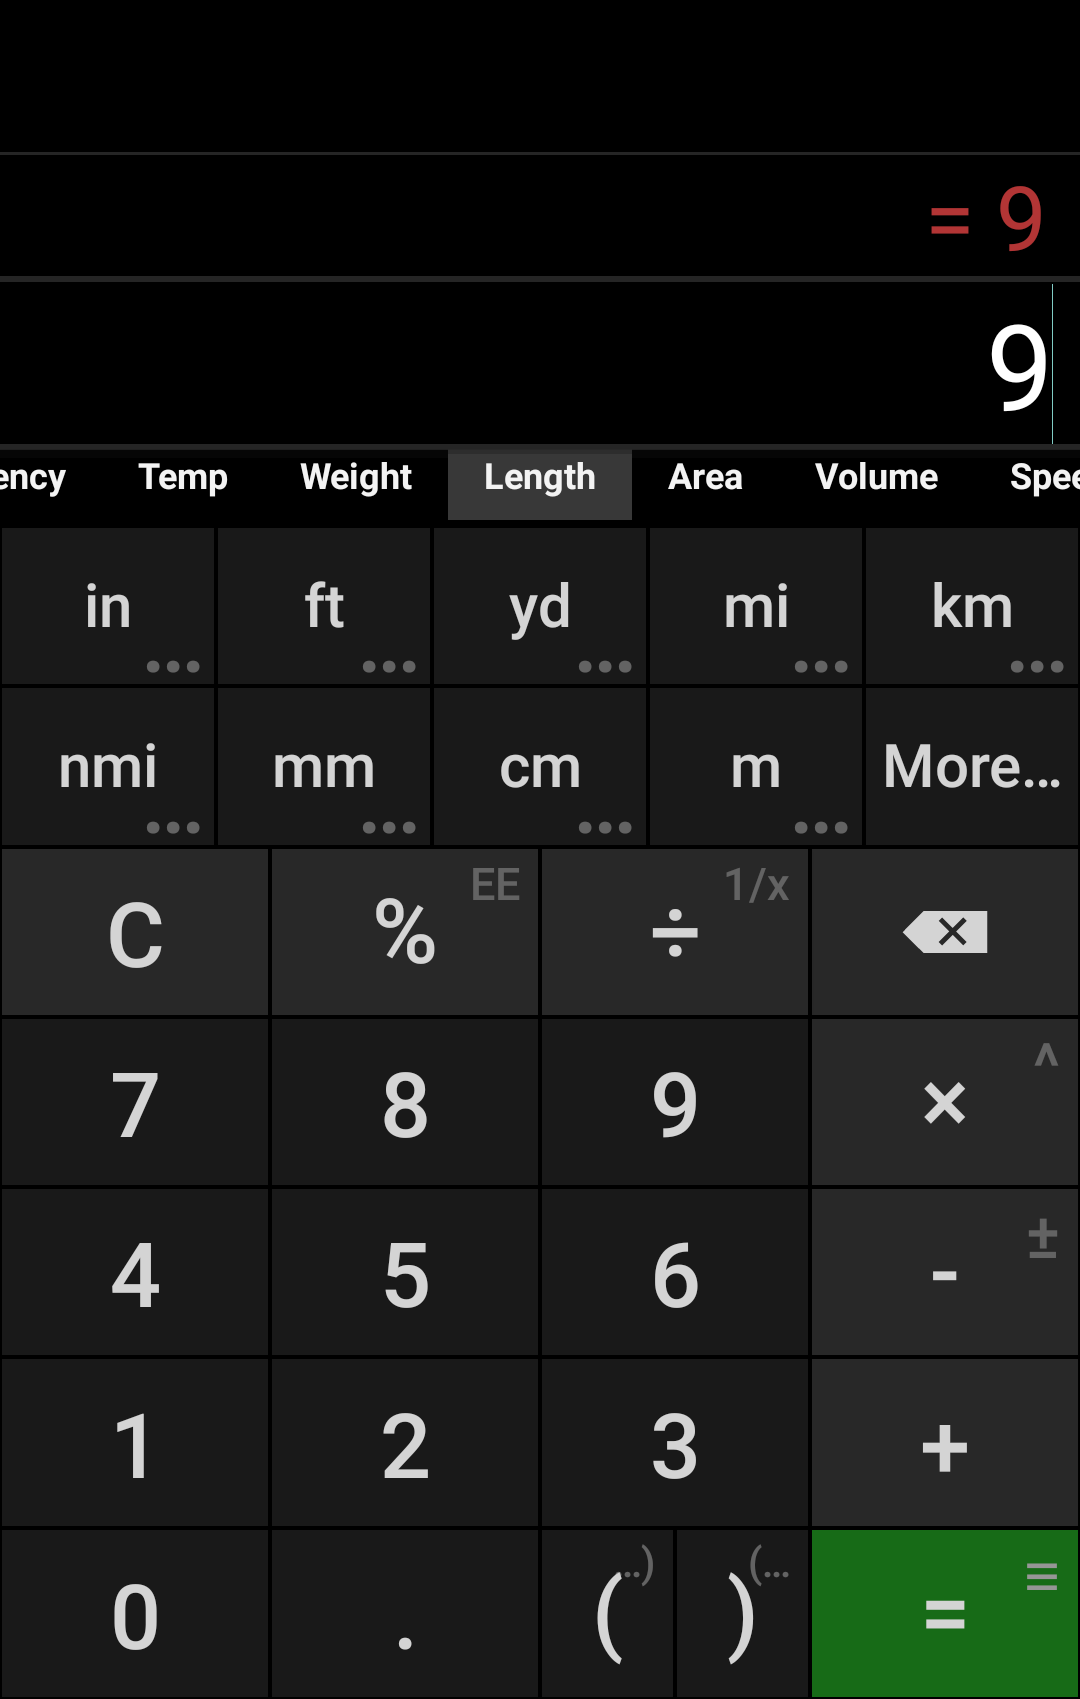 = 9
9
ency Temp Weight Length Area Volume Spee
in ft yd mi km
nmi mm cm m More...
C % EE ÷ 1/x
7 8 9 × ^
4 5 6 - ±
1 2 3 +
0 . ( ..) ) (... = ≡